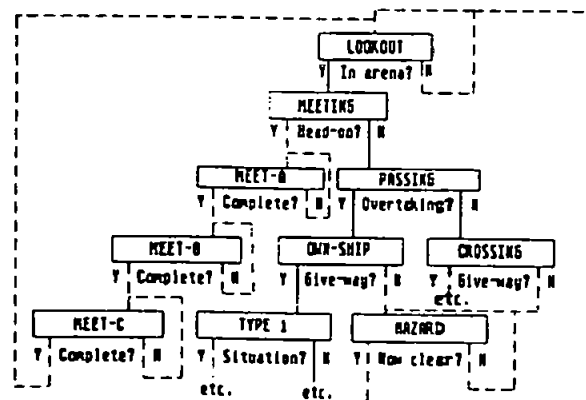 LOOKOUT
Y In arena? N
MEETING
Y Head-on? N
MEET-A PASSING
Y Complete? N Y Overtaking? N
MEET-B OWN-SHIP CROSSING
Y Complete? N Y Give-way? N Y Give-way? N
etc.
MEET-C TYPE 1 HAZARD
Y Complete? N Y Situation? N Y Now clear? N
etc. etc.